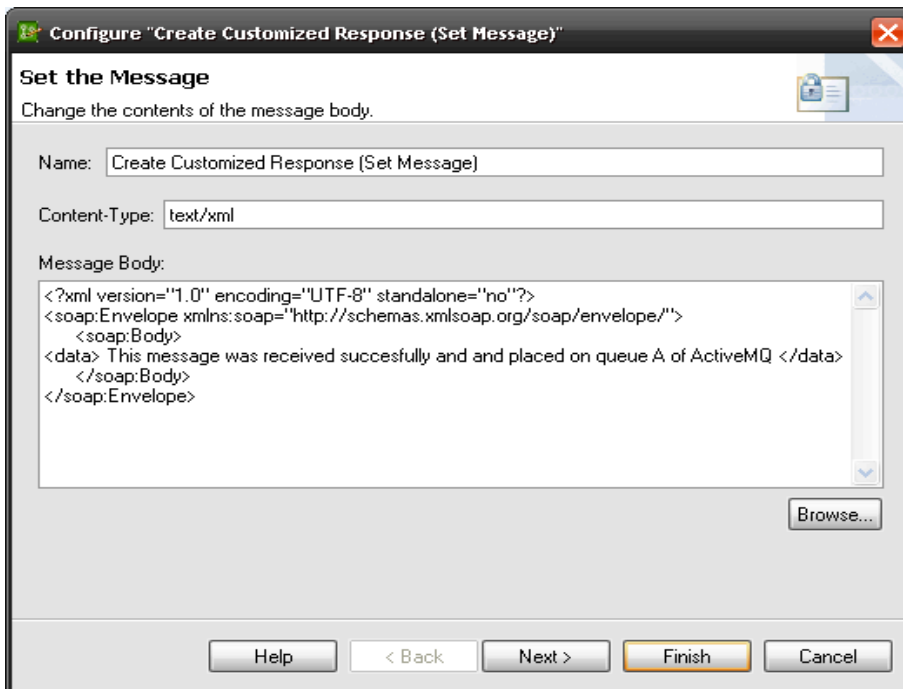 Configure "Create Customized Response (Set Message)"
Set the Message
Change the contents of the message body.
Name: Create Customized Response (Set Message)
Content-Type: text/xml
Message Body:
<?xml version="1.0" encoding="UTF-8" standalone="no"?>
<soap:Envelope xmlns:soap="http://schemas.xmlsoap.org/soap/envelope/">
<soap:Body>
<data> This message was received succesfully and and placed on queue A of ActiveMQ </data>
</soap:Body>
</soap:Envelope>
Browse...
Help < Back Next > Finish Cancel